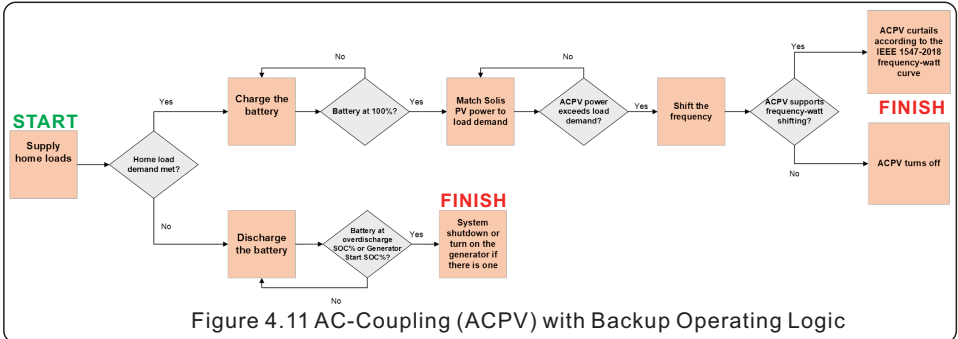 START
Supply
home loads
Home load
demand met?
Yes
Charge the
battery
No
Battery at 100%?
Yes
Match Solis
PV power to
load demand
No
ACPV power
exceeds load
demand?
Yes
Shift the
frequency
ACPV supports
frequency-watt
shifting?
Yes
ACPV curtails
according to the
IEEE 1547-2018
frequency-watt
curve
FINISH
No
ACPV turns off
No
Discharge
the battery
Battery at
overdischarge
SOC% or Generator
Start SOC%?
No
Yes
FINISH
System
shutdown or
turn on the
generator if
there is one
Figure 4.11 AC-Coupling (ACPV) with Backup Operating Logic